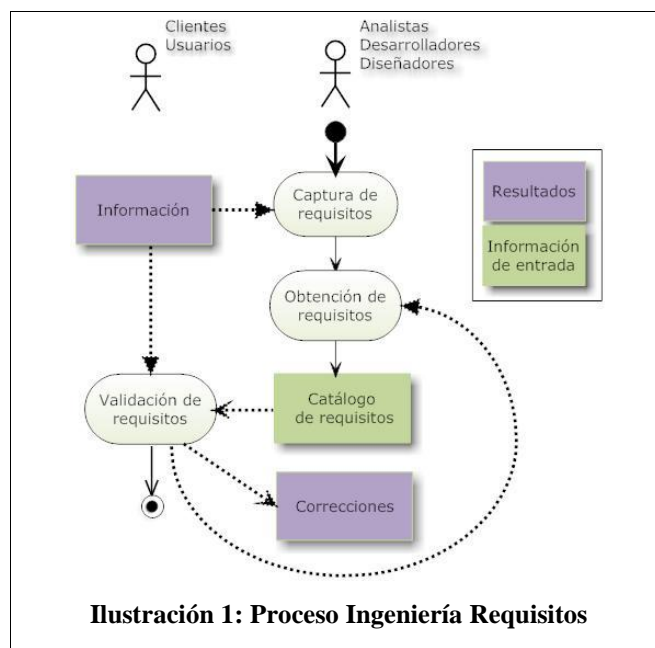 Clientes
Usuarios
Analistas
Desarrolladores
Diseñadores
Captura de
requisitos
Información
Resultados
Información
de entrada
Obtención de
requisitos
Validación de
requisitos
Catálogo
de requisitos
Correcciones
Ilustración 1: Proceso Ingeniería Requisitos